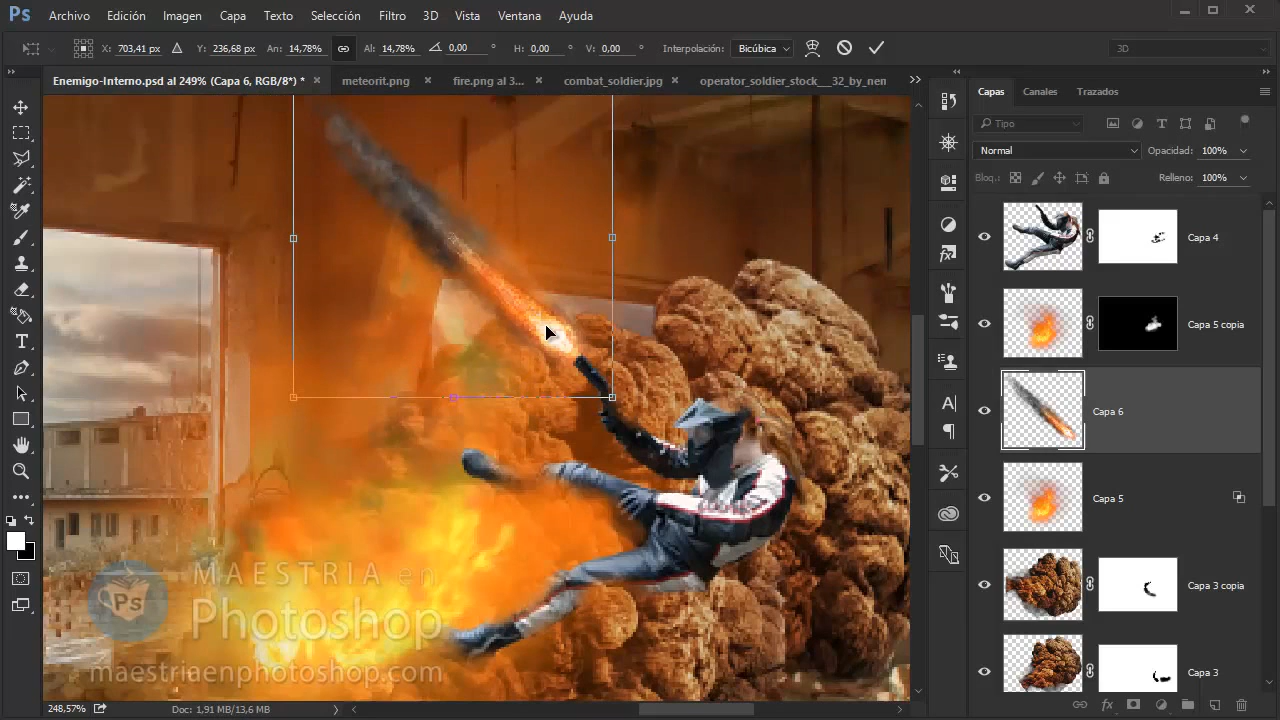 Ps Archivo Edición Imagen Capa Texto Selección Filtro 3D Vista Ventana Ayuda
X: 703,41 px Y: 236,68 px An: 14,78% Al: 14,78% 0,00 ° H: 0,00 ° V: 0,00 ° Interpolación: Bicúbica 3D
Enemigo-Interno.psd al 249% (Capa 6, RGB/8*) * × meteorit.png × fire.png al 3... × combat_soldier.jpg × operator_soldier_stock___32_by_nem
Capas Canales Trazados
Tipo
Normal Opacidad: 100%
Bloq.: Relleno: 100%
Capa 4
Capa 5 copia
Capa 6
Capa 5
Capa 3 copia
Capa 3
Ps
MAESTRIA en
Photoshop
maestriaenphotoshop.com
248,57% Doc: 1,91 MB/13,6 MB